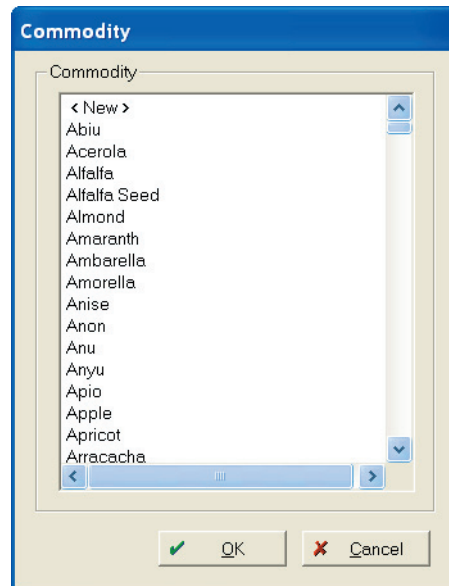 Commodity
Commodity
< New >
Abiu
Acerola
Alfalfa
Alfalfa Seed
Almond
Amaranth
Ambarella
Amorella
Anise
Anon
Anu
Anyu
Apio
Apple
Apricot
Arracacha
OK Cancel